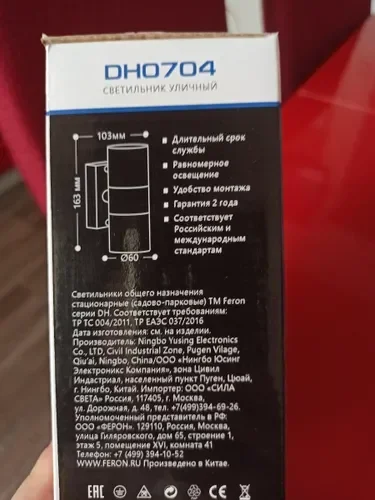 DH0704
СВЕТИЛЬНИК УЛИЧНЫЙ
103мм
163 мм
Ø60
Длительный срок
службы
Равномерное
освещение
Удобство монтажа
Гарантия 2 года
Соответствует
Российским и
международным
стандартам
Светильники общего назначения
стационарные (садово-парковые) ТМ Feron
серии DH. Соответствует требованиям:
ТР ТС 004/2011, ТР ЕАЭС 037/2016
Дата изготовления: см. на изделии.
Производитель: Ningbo Yusing Electronics
Co., LTD, Civil Industrial Zone, Pugen Vilage,
Qiu'ai, Ningbo, China/ООО «Нингбо Юсинг
Электроникс Компания», зона Цивил
Индастриал, населенный пункт Пуген, Цюай,
г. Нингбо, Китай. Импортер: ООО «СИЛА
СВЕТА» Россия, 117405, г. Москва,
ул. Дорожная, д. 48, тел. +7(499)394-69-26.
Уполномоченный представитель в РФ:
ООО «ФЕРОН». 129110, Россия, Москва,
улица Гиляровского, дом 65, строение 1,
этаж 5, помещение XVI, комната 41
Телефон: +7 (499) 394-10-52
WWW.FERON.RU Произведено в Китае.
EAC